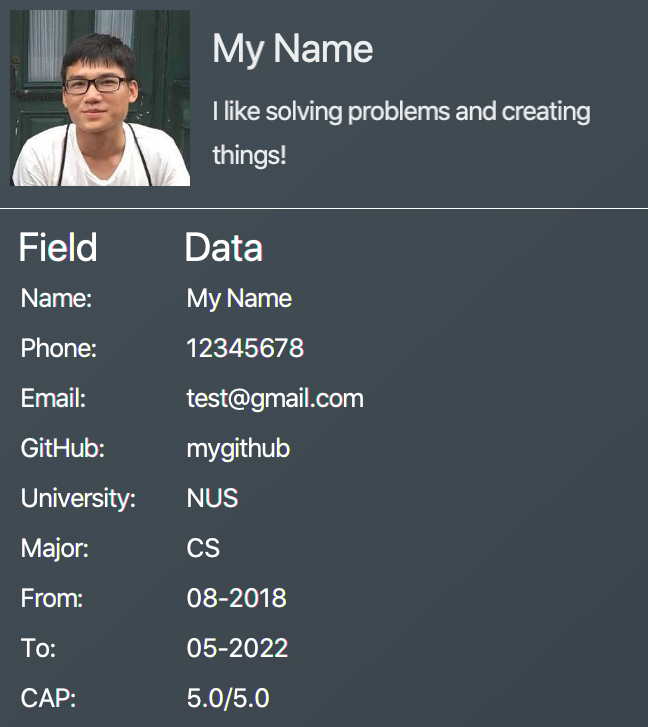 My Name
I like solving problems and creating
things!
Field Data
Name: My Name
Phone: 12345678
Email: test@gmail.com
GitHub: mygithub
University: NUS
Major: CS
From: 08-2018
To: 05-2022
CAP: 5.0/5.0